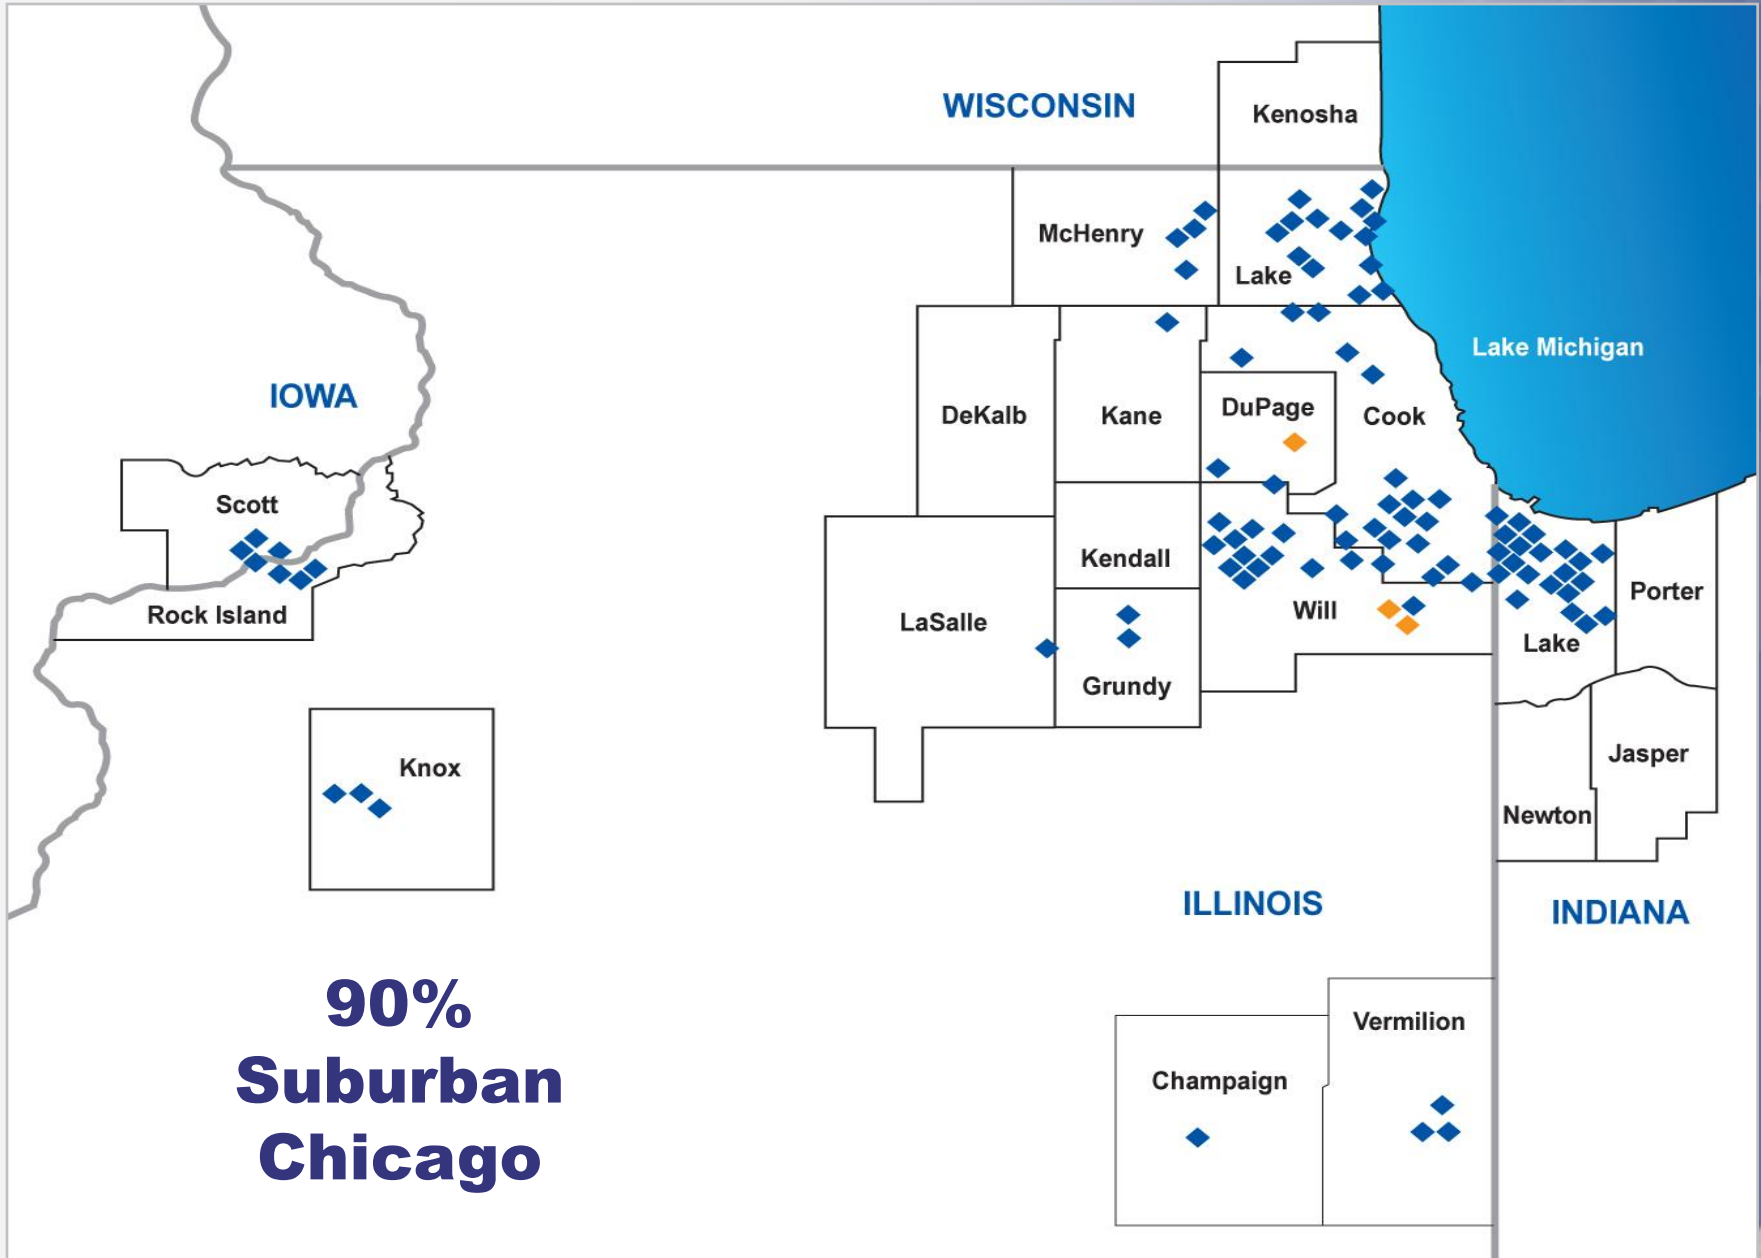 WISCONSIN
Kenosha
McHenry
Lake
Lake Michigan
IOWA
DeKalb
Kane
DuPage
Cook
Scott
Kendall
Rock Island
LaSalle
Will
Porter
Grundy
Lake
Knox
Jasper
Newton
ILLINOIS
INDIANA
90%
Suburban
Chicago
Vermilion
Champaign